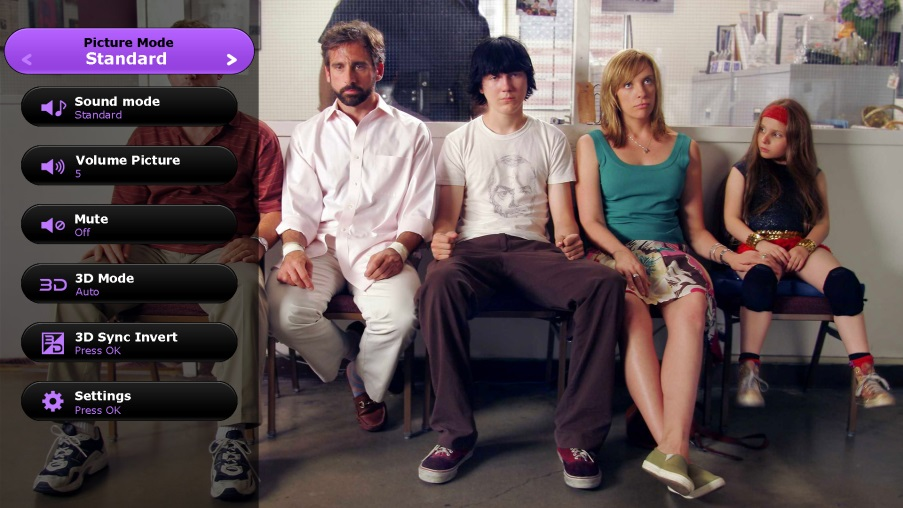 Picture Mode
Standard
Sound mode
Standard
Volume Picture
5
Mute
Off
3D
3D Mode
Auto
3D Sync Invert
Press OK
Settings
Press OK